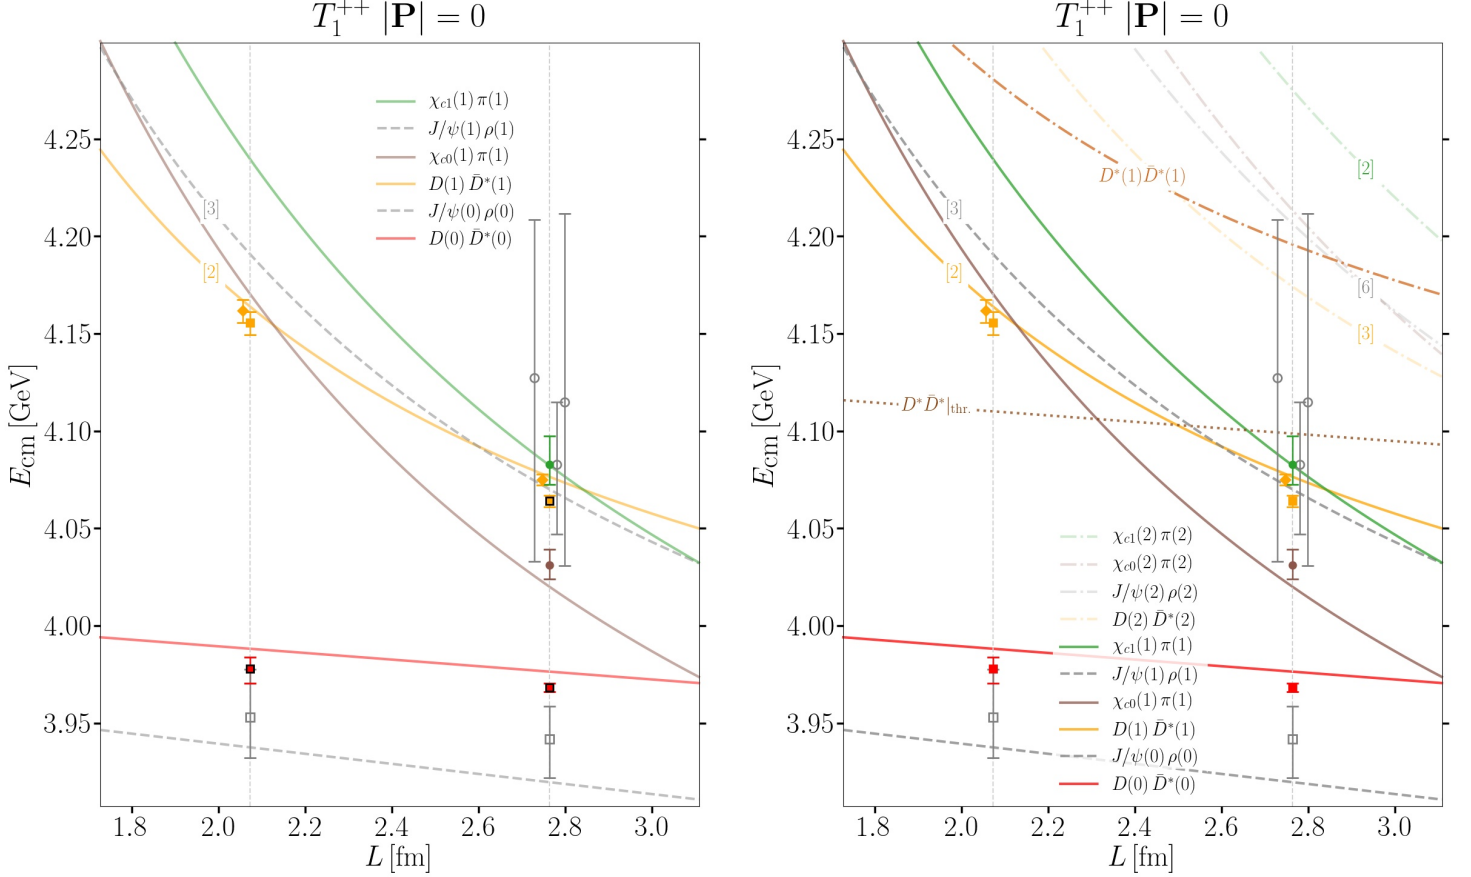 T₁⁺⁺ |P| = 0
χc1(1) π(1)
J/ψ(1) ρ(1)
χc0(1) π(1)
D(1) D̄*(1)
J/ψ(0) ρ(0)
D(0) D̄*(0)
[3]
[2]
4.25
4.20
4.15
4.10
4.05
4.00
3.95
Ecm [GeV]
1.8 2.0 2.2 2.4 2.6 2.8 3.0
L [fm]
T₁⁺⁺ |P| = 0
[2]
D*(1)D̄*(1)
[3]
[2]
[6]
[3]
D*D̄*|thr.
χc1(2) π(2)
χc0(2) π(2)
J/ψ(2) ρ(2)
D(2) D̄*(2)
χc1(1) π(1)
J/ψ(1) ρ(1)
χc0(1) π(1)
D(1) D̄*(1)
J/ψ(0) ρ(0)
D(0) D̄*(0)
4.25
4.20
4.15
4.10
4.05
4.00
3.95
Ecm [GeV]
1.8 2.0 2.2 2.4 2.6 2.8 3.0
L [fm]